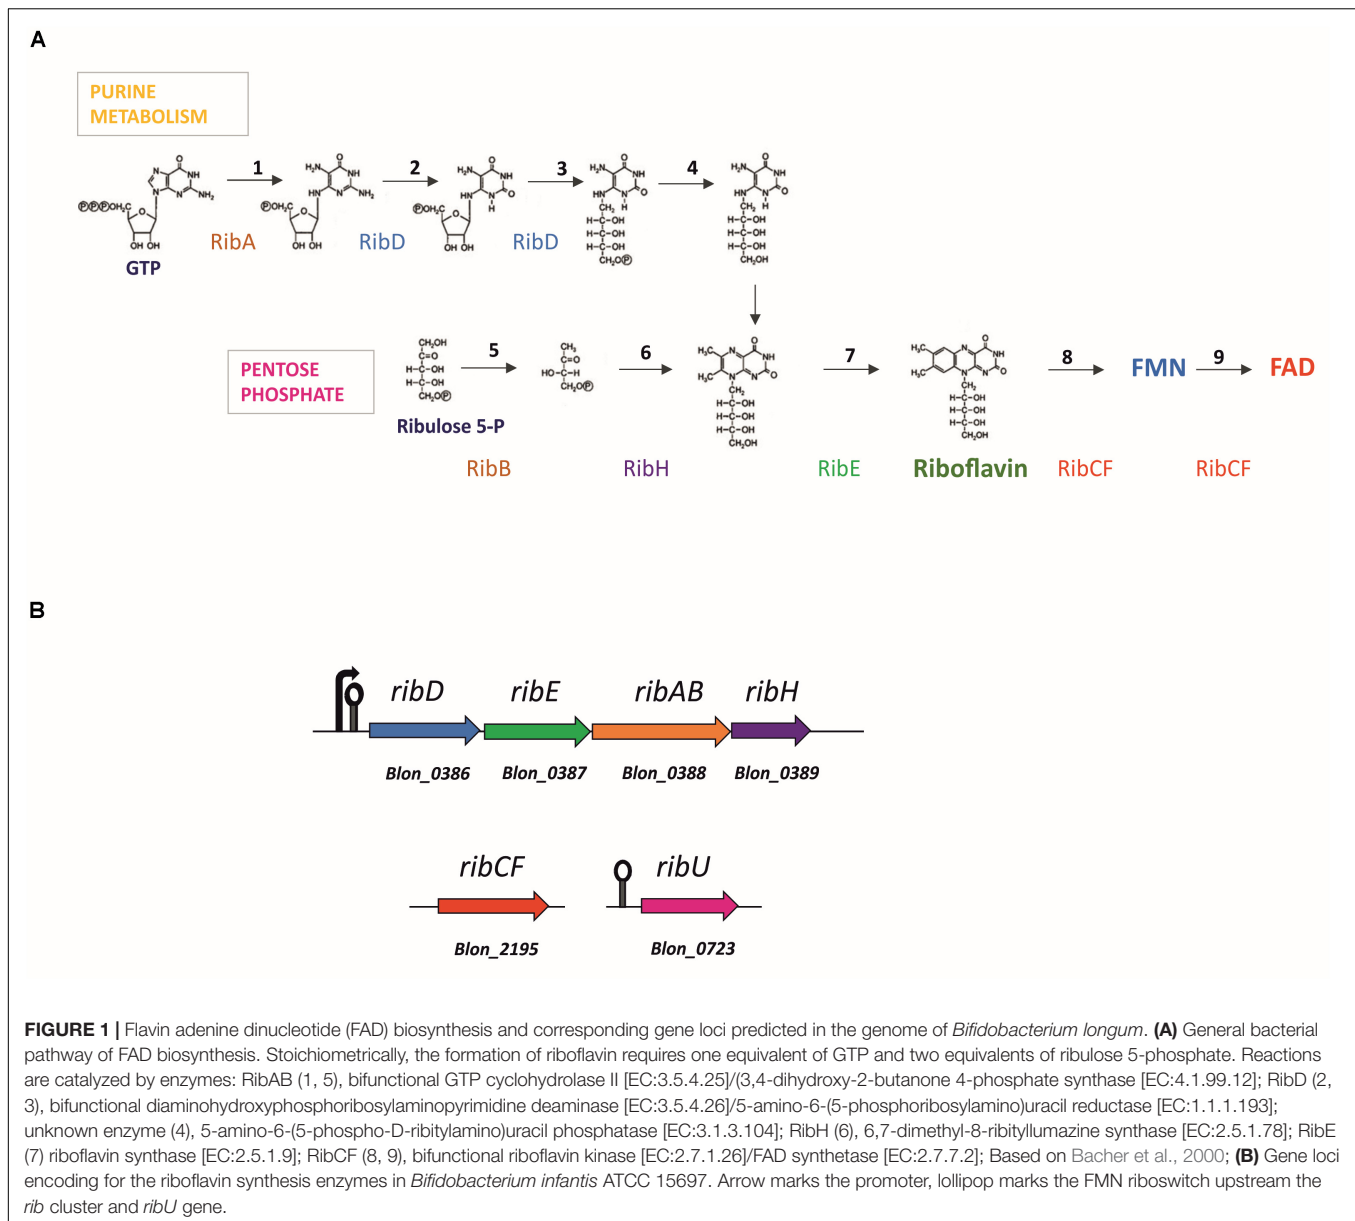 A
PURINE
METABOLISM
1
2
3
4
RibA
RibD
RibD
GTP
PENTOSE
PHOSPHATE
5
6
7
8
9
FMN
FAD
Ribulose 5-P
RibB
RibH
RibE
Riboflavin
RibCF
RibCF
B
ribD ribE ribAB ribH
Blon_0386 Blon_0387 Blon_0388 Blon_0389
ribCF ribU
Blon_2195 Blon_0723
FIGURE 1 | Flavin adenine dinucleotide (FAD) biosynthesis and corresponding gene loci predicted in the genome of Bifidobacterium longum. (A) General bacterial
pathway of FAD biosynthesis. Stoichiometrically, the formation of riboflavin requires one equivalent of GTP and two equivalents of ribulose 5-phosphate. Reactions
are catalyzed by enzymes: RibAB (1, 5), bifunctional GTP cyclohydrolase II [EC:3.5.4.25]/(3,4-dihydroxy-2-butanone 4-phosphate synthase [EC:4.1.99.12]; RibD (2,
3), bifunctional diaminohydroxyphosphoribosylaminopyrimidine deaminase [EC:3.5.4.26]/5-amino-6-(5-phosphoribosylamino)uracil reductase [EC:1.1.1.193];
unknown enzyme (4), 5-amino-6-(5-phospho-D-ribitylamino)uracil phosphatase [EC:3.1.3.104]; RibH (6), 6,7-dimethyl-8-ribityllumazine synthase [EC:2.5.1.78]; RibE
(7) riboflavin synthase [EC:2.5.1.9]; RibCF (8, 9), bifunctional riboflavin kinase [EC:2.7.1.26]/FAD synthetase [EC:2.7.7.2]; Based on Bacher et al., 2000; (B) Gene loci
encoding for the riboflavin synthesis enzymes in Bifidobacterium infantis ATCC 15697. Arrow marks the promoter, lollipop marks the FMN riboswitch upstream the
rib cluster and ribU gene.